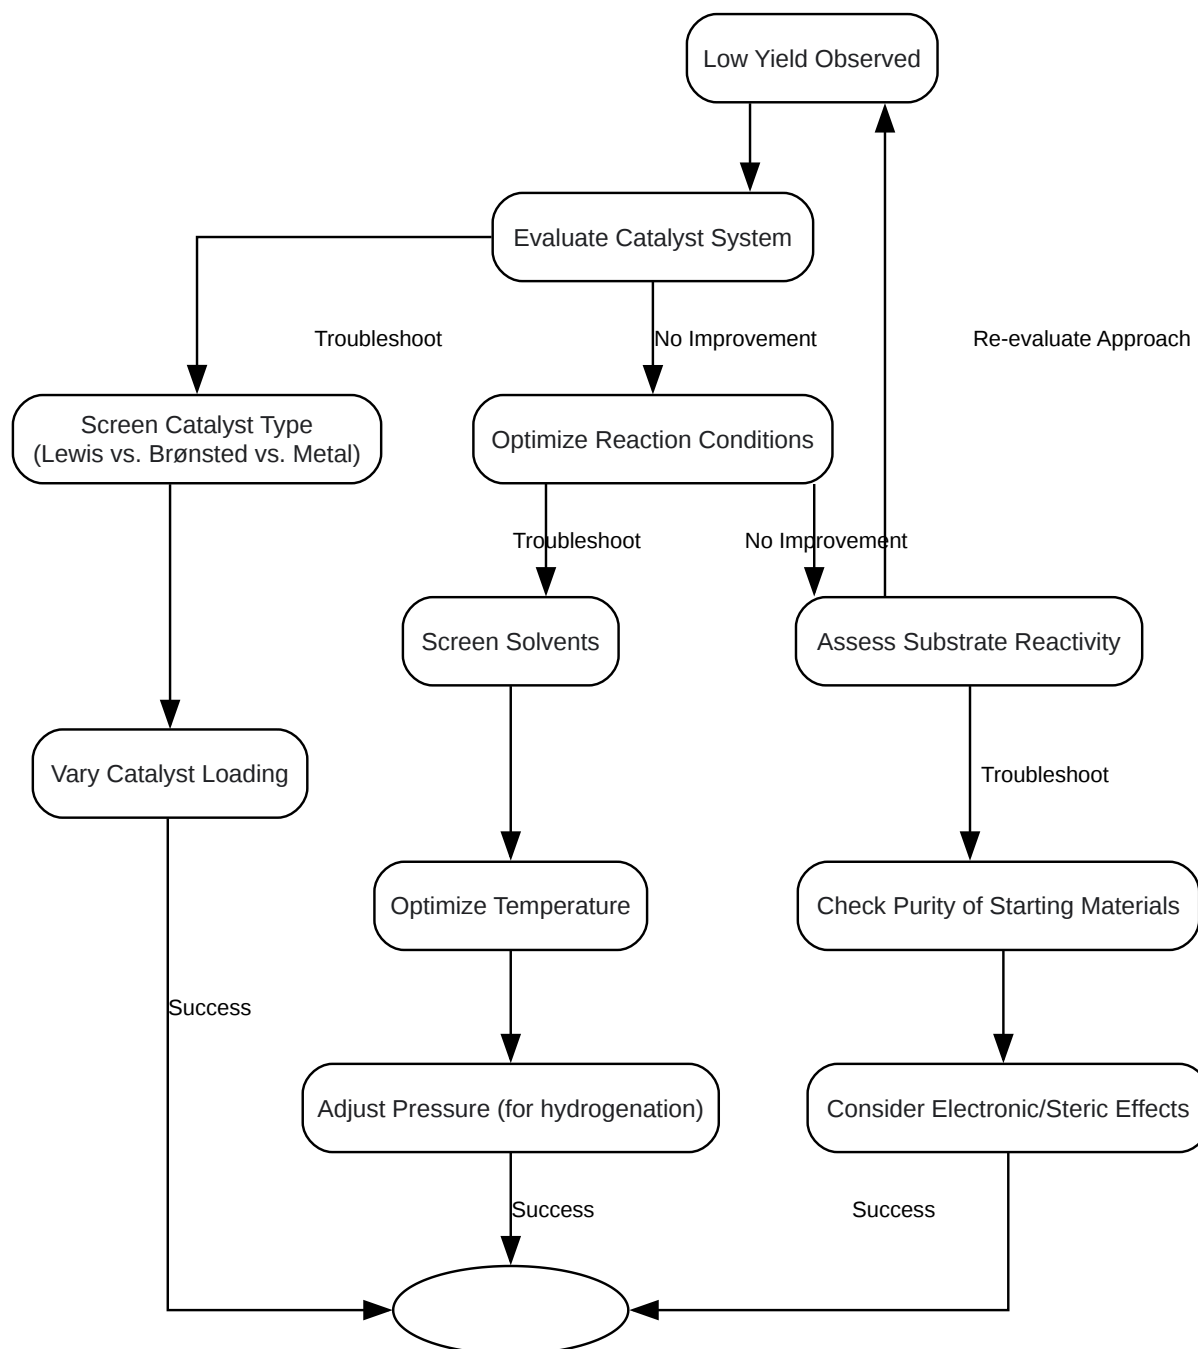 Low Yield Observed
Evaluate Catalyst System
Troubleshoot
No Improvement
Re-evaluate Approach
Screen Catalyst Type
(Lewis vs. Brønsted vs. Metal)
Optimize Reaction Conditions
Troubleshoot
No Improvement
Screen Solvents
Assess Substrate Reactivity
Vary Catalyst Loading
Troubleshoot
Optimize Temperature
Check Purity of Starting Materials
Success
Adjust Pressure (for hydrogenation)
Consider Electronic/Steric Effects
Success
Success